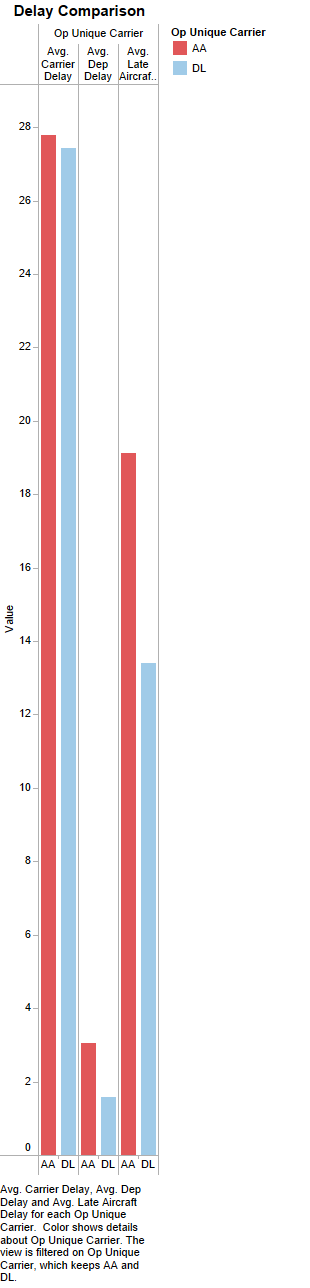 Delay Comparison
Op Unique Carrier
Avg. Carrier Delay
Avg. Dep Delay
Avg. Late Aircraf..
Op Unique Carrier
AA
DL
28
26
24
22
20
18
16
14
12
10
8
6
4
2
0
Value
AA DL AA DL AA DL
Avg. Carrier Delay, Avg. Dep
Delay and Avg. Late Aircraft
Delay for each Op Unique
Carrier. Color shows details
about Op Unique Carrier. The
view is filtered on Op Unique
Carrier, which keeps AA and
DL.